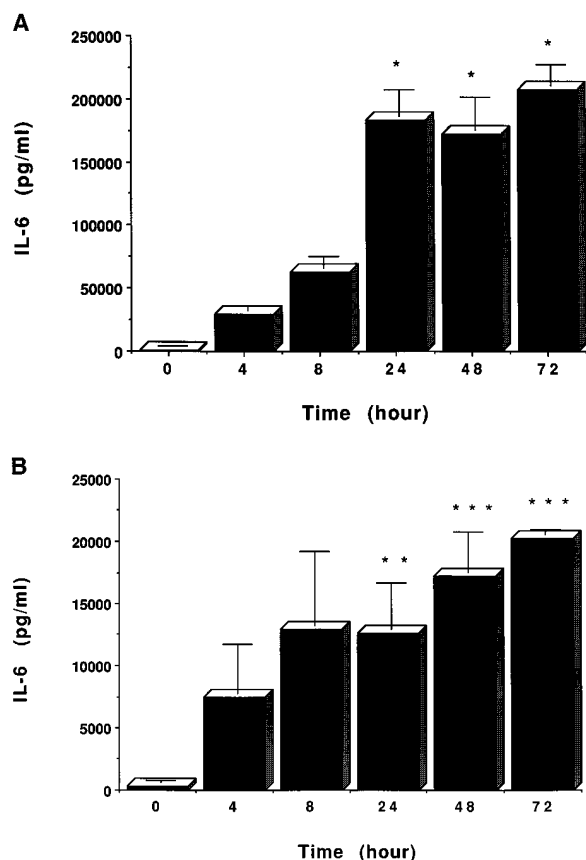 A
250000
200000
150000
100000
50000
0
IL-6 (pg/ml)
* * *
0 4 8 24 48 72
Time (hour)
B
25000
20000
15000
10000
5000
0
IL-6 (pg/ml)
** *** ***
0 4 8 24 48 72
Time (hour)